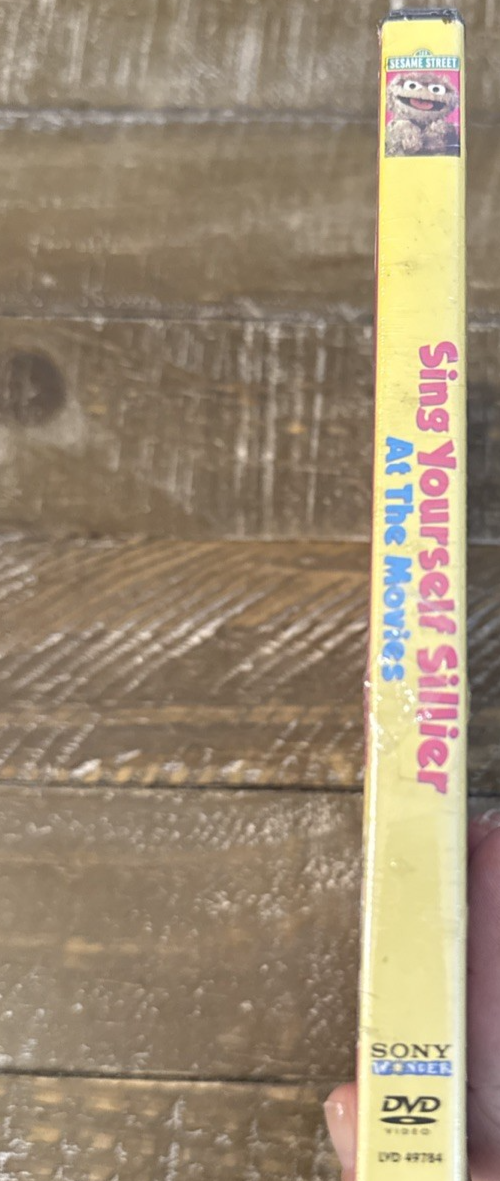 SESAME STREET
Sing Yourself Sillier
At The Movies
SONY
WONDER
DVD
VIDEO
LVD 49784